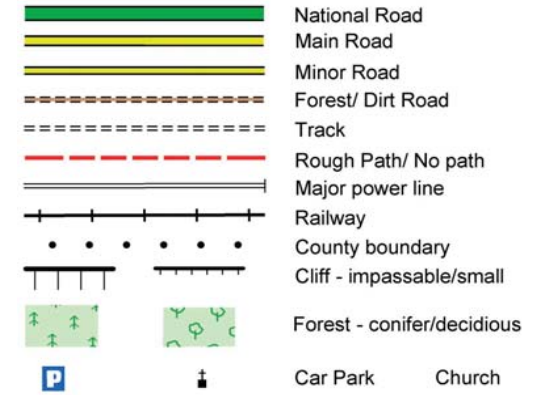 National Road
Main Road
Minor Road
Forest/ Dirt Road
Track
Rough Path/ No path
Major power line
Railway
County boundary
Cliff - impassable/small
Forest - conifer/decidious
P Car Park Church